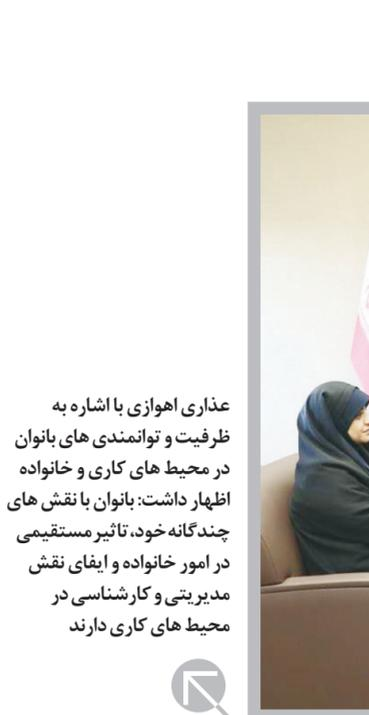 عذاری اهوازی با اشاره به
ظرفیت و توانمندی های بانوان
در محیط های کاری و خانواده
اظهار داشت: بانوان با نقش های
چندگانه خود، تاثیر مستقیمی
در امور خانواده و ایفای نقش
مدیریتی و کارشناسی در
محیط های کاری دارند